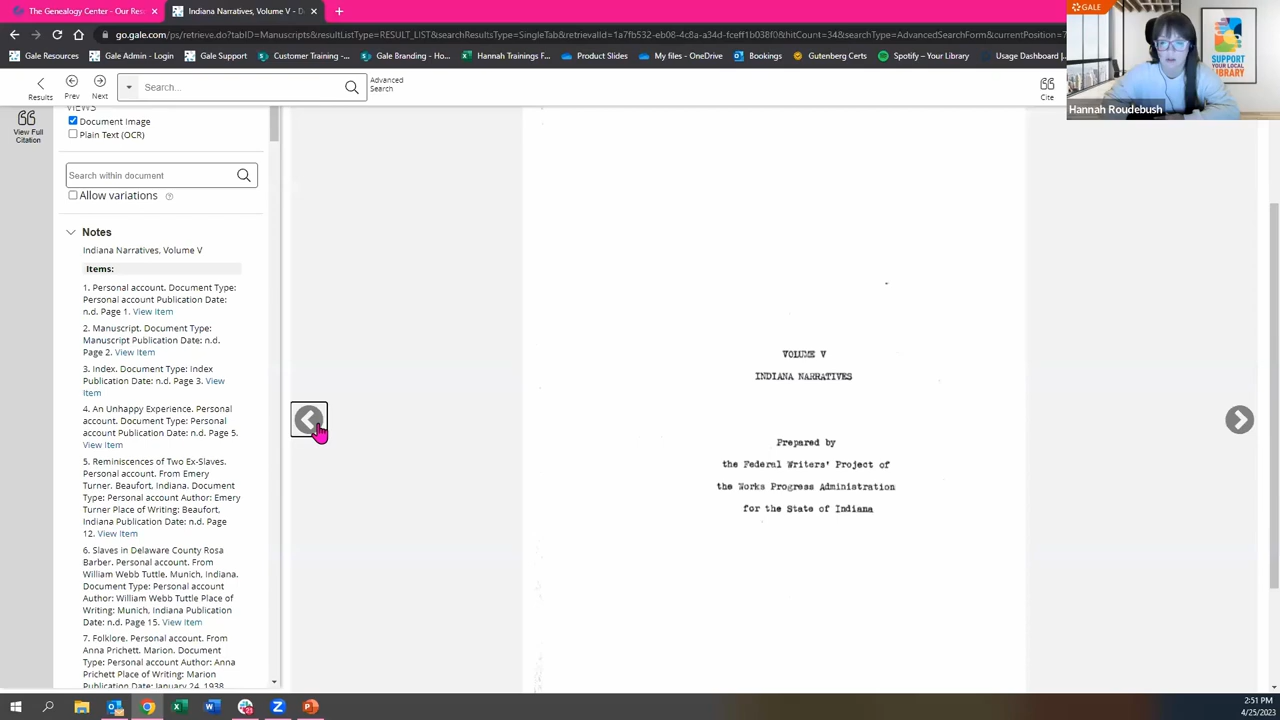 The Genealogy Center - Our Res
Indiana Narratives, Volume V - D
GALE
go.gale.com/ps/retrieve.do?tabID=Manuscripts&resultListType=RESULT_LIST&searchResultsType=SingleTab&retrievalId=1a7fb532-eb08-4c8a-a34d-fceff1b038f0&hitCount=34&searchType=AdvancedSearchForm&currentPosition=7
Gale Resources
Gale Admin - Login
Gale Support
Customer Training -...
Gale Branding - Ho...
Hannah Trainings -...
Product Slides
My files - OneDrive
Bookings
Gutenberg Certs
Spotify – Your Library
Usage Dashboard
SUPPORT
YOUR LOCAL
LIBRARY
Hannah Roudebush
Results
Prev
Next
Search...
Advanced
Search
Cite
View Full
Citation
VIEWS
Document Image
Plain Text (OCR)
Search within document
Allow variations
Notes
Indiana Narratives, Volume V
Items:
1. Personal account. Document Type:
Personal account Publication Date:
n.d. Page 1. View Item
2. Manuscript. Document Type:
Manuscript Publication Date: n.d.
Page 2. View Item
3. Index. Document Type: Index
Publication Date: n.d. Page 3. View
Item
4. An Unhappy Experience. Personal
account. Document Type: Personal
account Publication Date: n.d. Page 5.
View Item
5. Reminiscences of Two Ex-Slaves.
Personal account. From Emery
Turner. Beaufort, Indiana. Document
Type: Personal account Author: Emery
Turner Place of Writing: Beaufort,
Indiana Publication Date: n.d. Page
12. View Item
6. Slaves in Delaware County Rosa
Barber. Personal account. From
William Webb Tuttle. Munich, Indiana.
Document Type: Personal account
Author: William Webb Tuttle Place of
Writing: Munich, Indiana Publication
Date: n.d. Page 15. View Item
7. Folklore. Personal account. From
Anna Prichett. Marion. Document
Type: Personal account Author: Anna
Prichett Place of Writing: Marion
Publication Date: January 24, 1938
VOLUME V
INDIANA NARRATIVES
Prepared by
the Federal Writers' Project of
the Works Progress Administration
for the State of Indiana
2:51 PM
4/25/2023